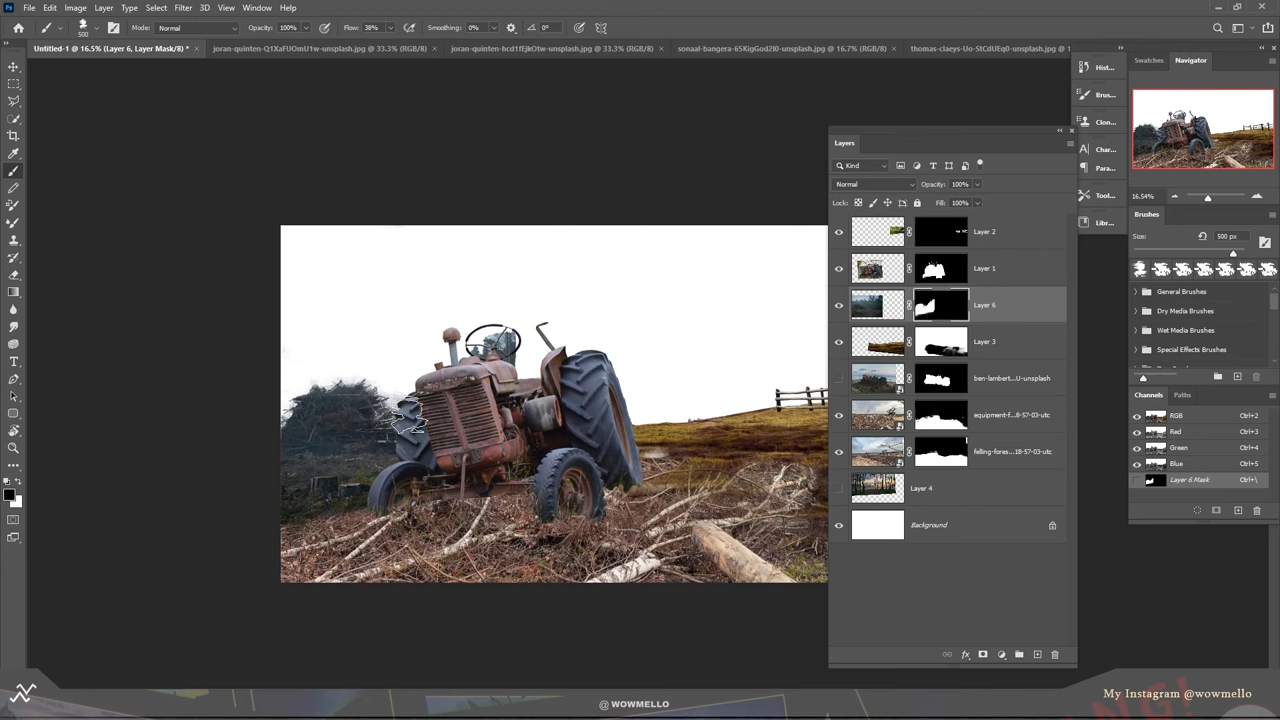 File Edit Image Layer Type Select Filter 3D View Window Help
500 Mode: Normal Opacity: 100% Flow: 38% Smoothing: 0% 0°
Untitled-1 @ 16.5% (Layer 6, Layer Mask/8) * × joran-quinten-Q1XaFUOmU1w-unsplash.jpg @ 33.3% (RGB/8) × joran-quinten-hcd1fEjkOtw-unsplash.jpg @ 33.3% (RGB/8) × sonaal-bangera-65KigGod2I0-unsplash.jpg @ 16.7% (RGB/8) × thomas-claeys-Uo-StCdUEq0-unsplash.jpg @
Hist...
Brus...
Clon...
Char...
Para...
Tool...
Libr...
Swatches Navigator
16.54%
Brushes
Size: 500 px
General Brushes
Dry Media Brushes
Wet Media Brushes
Special Effects Brushes
Channels Paths
RGB Ctrl+2
Red Ctrl+3
Green Ctrl+4
Blue Ctrl+5
Layer 6 Mask Ctrl+\
Layers
Kind
Normal Opacity: 100%
Lock: Fill: 100%
Layer 2
Layer 1
Layer 6
Layer 3
ben-lambert...U-unsplash
equipment-f...8-57-03-utc
felling-fores...18-57-03-utc
Layer 4
Background
@ WOWMELLO
My Instagram @wowmello